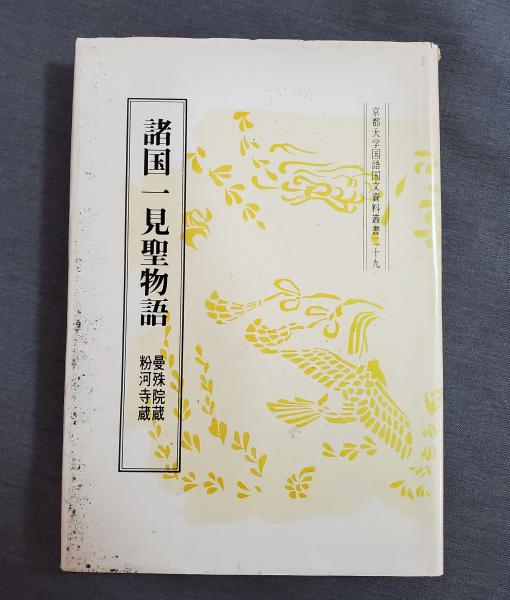 京都大学国語国文資料叢書二十九
諸国一見聖物語
曼殊院蔵
粉河寺蔵